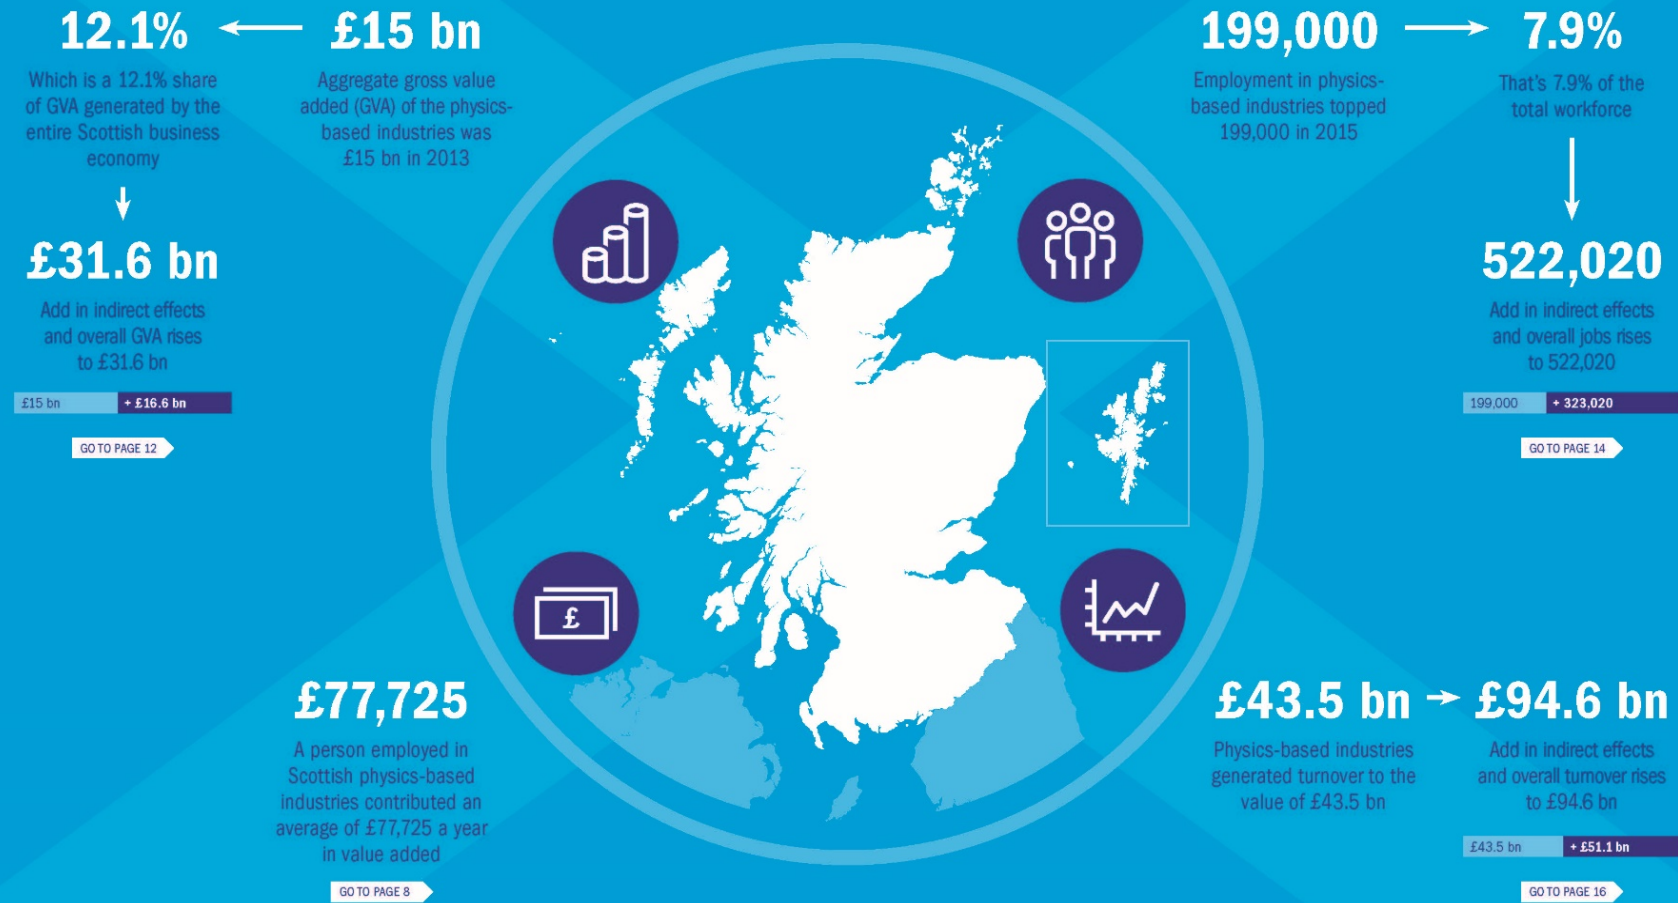 12.1%
Which is a 12.1% share
of GVA generated by the
entire Scottish business
economy
£31.6 bn
Add in indirect effects
and overall GVA rises
to £31.6 bn
£15 bn + £16.6 bn
GO TO PAGE 12
£15 bn
Aggregate gross value
added (GVA) of the physics-
based industries was
£15 bn in 2013
199,000
Employment in physics-
based industries topped
199,000 in 2015
7.9%
That's 7.9% of the
total workforce
522,020
Add in indirect effects
and overall jobs rises
to 522,020
199,000 + 323,020
GO TO PAGE 14
£
£77,725
A person employed in
Scottish physics-based
industries contributed an
average of £77,725 a year
in value added
GO TO PAGE 8
£43.5 bn
Physics-based industries
generated turnover to the
value of £43.5 bn
£94.6 bn
Add in indirect effects
and overall turnover rises
to £94.6 bn
£43.5 bn + £51.1 bn
GO TO PAGE 16